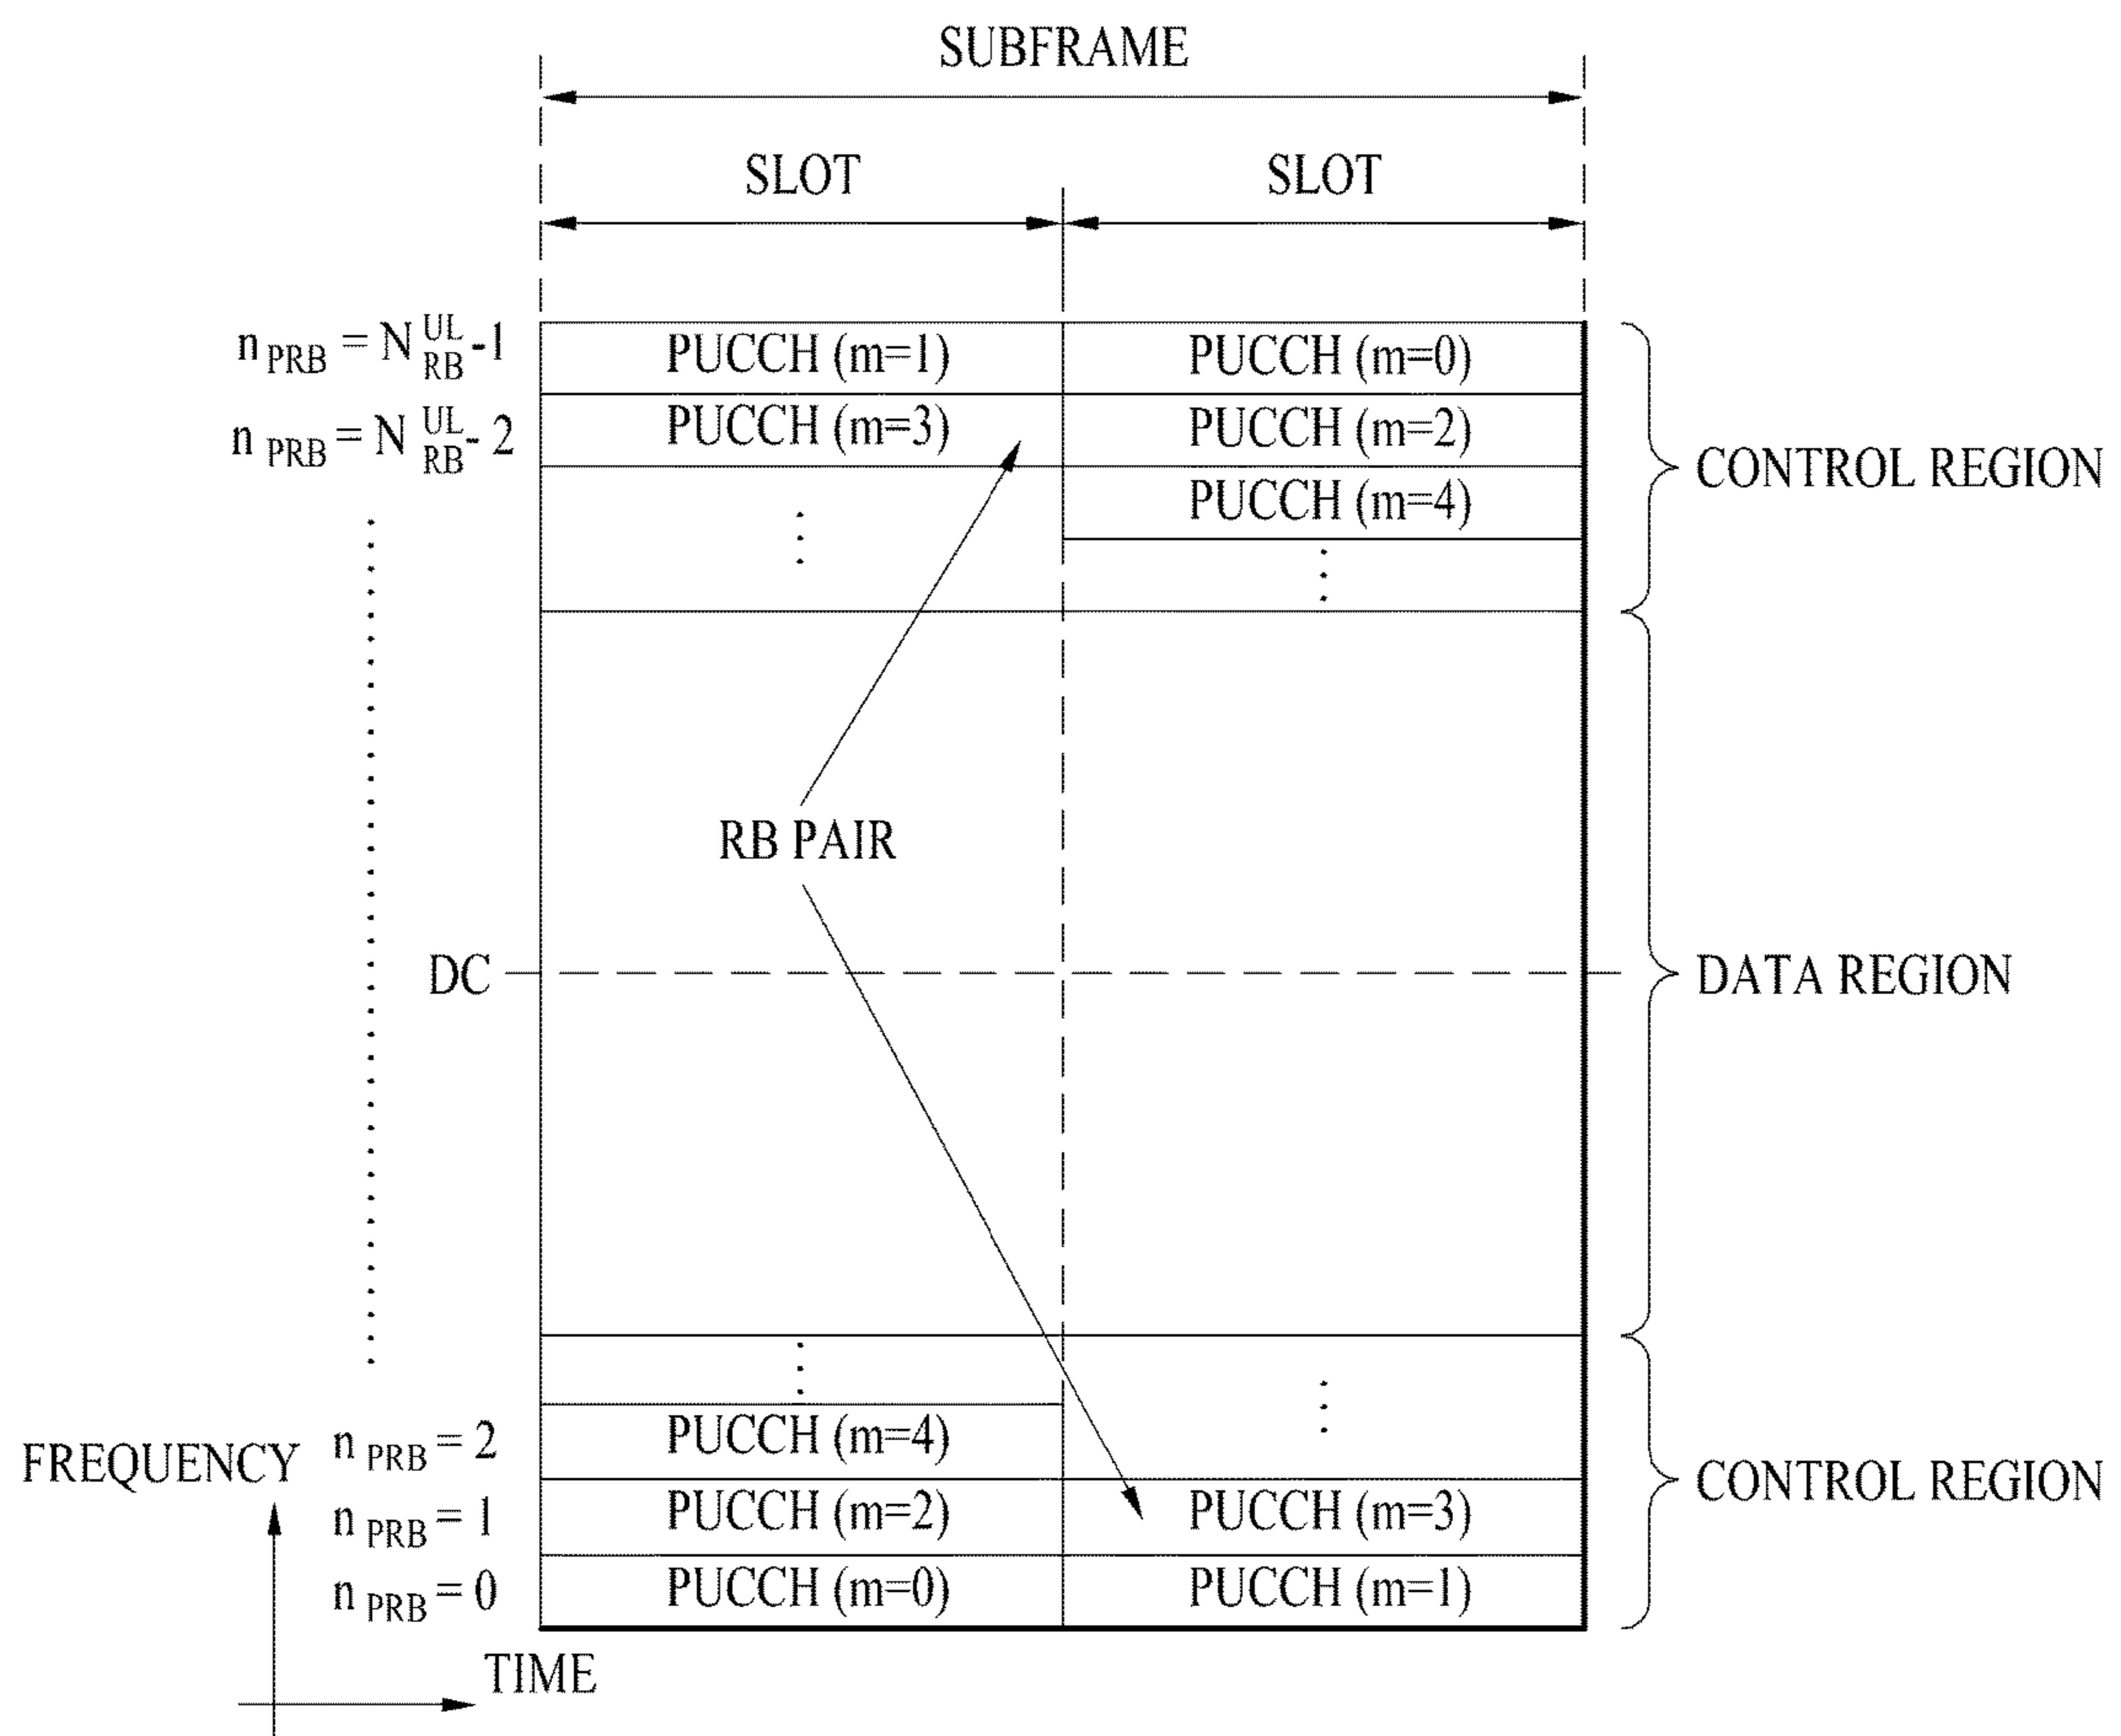 SUBFRAME
SLOT SLOT
n PRB = N UL RB -1 PUCCH (m=1) PUCCH (m=0)
n PRB = N UL RB - 2 PUCCH (m=3) PUCCH (m=2)
CONTROL REGION
PUCCH (m=4)
RB PAIR
DC DATA REGION
n PRB = 2 PUCCH (m=4)
FREQUENCY CONTROL REGION
n PRB = 1 PUCCH (m=2) PUCCH (m=3)
n PRB = 0 PUCCH (m=0) PUCCH (m=1)
TIME